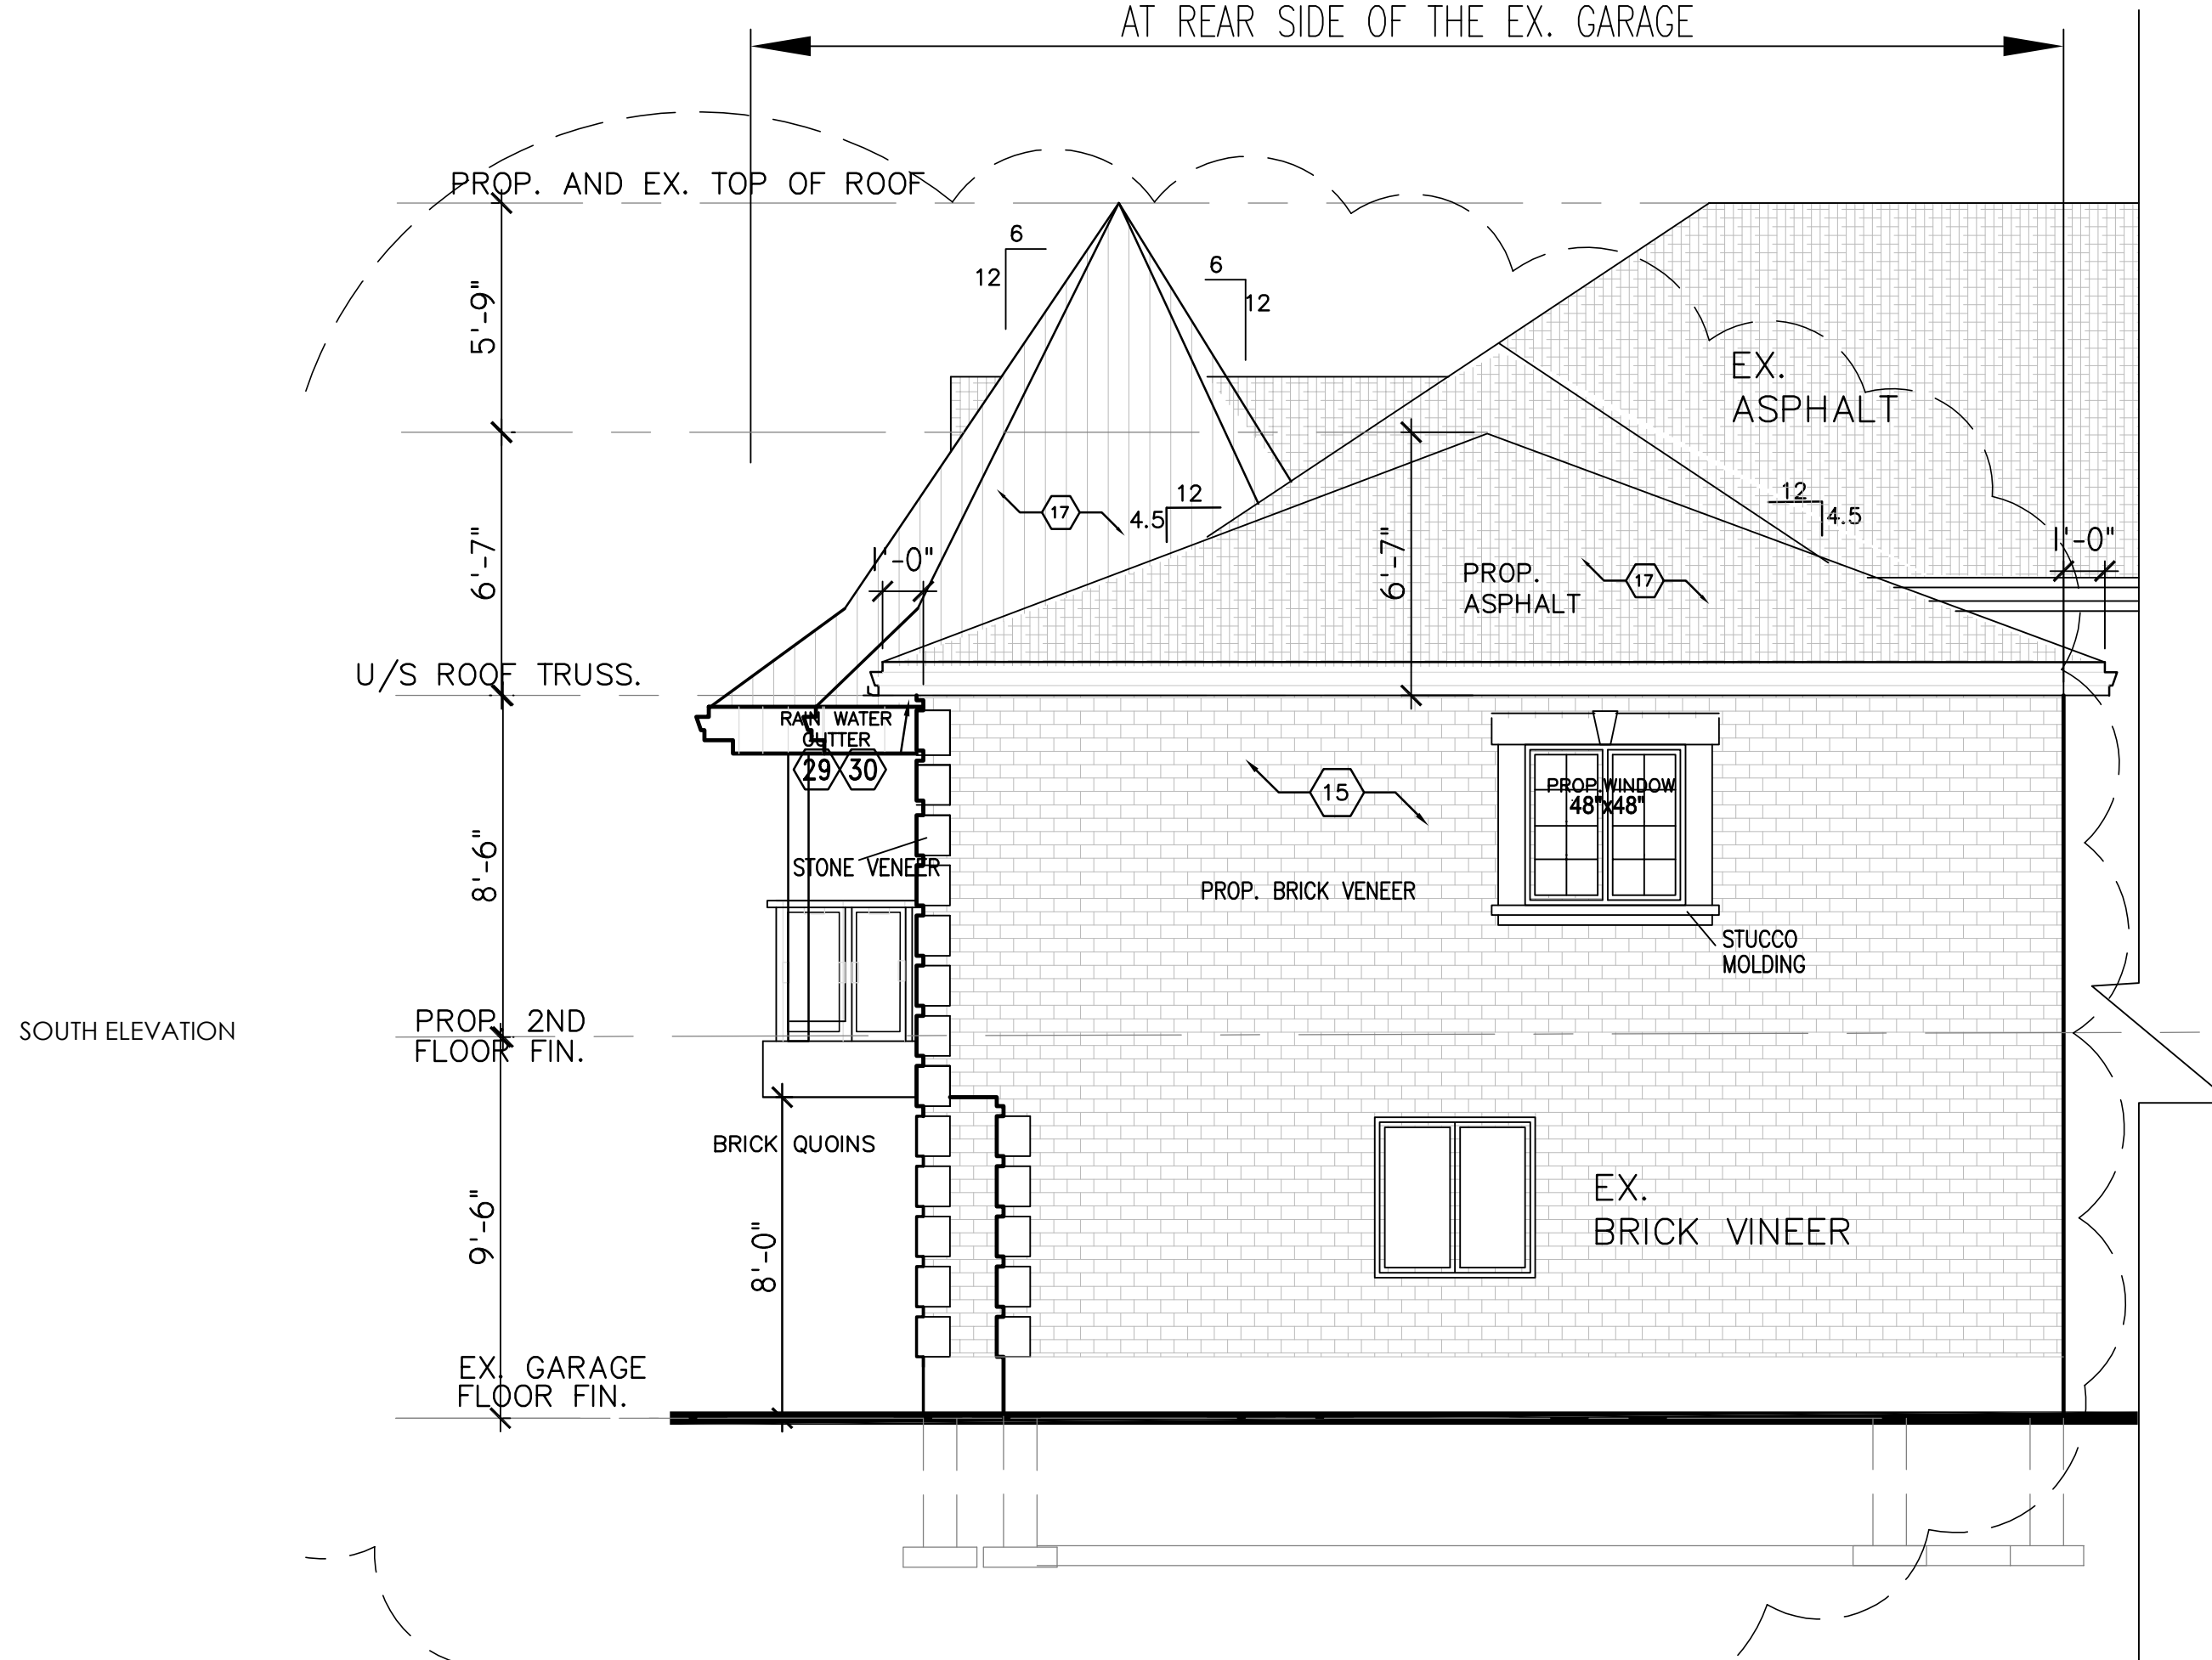 AT REAR SIDE OF THE EX. GARAGE
PROP. AND EX. TOP OF ROOF
6
12
6
12
5'-9"
EX.
ASPHALT
12
4.5
17
12
4.5
1'-0"
1'-0"
6'-7"
6'-7"
PROP.
ASPHALT
17
U/S ROOF TRUSS.
RAIN WATER
GUTTER
29
30
15
PROP.WINDOW
48"x48"
8'-6"
STONE VENEER
PROP. BRICK VENEER
STUCCO
MOLDING
SOUTH ELEVATION
PROP. 2ND
FLOOR FIN.
BRICK QUOINS
EX.
BRICK VINEER
9'-6"
8'-0"
EX. GARAGE
FLOOR FIN.